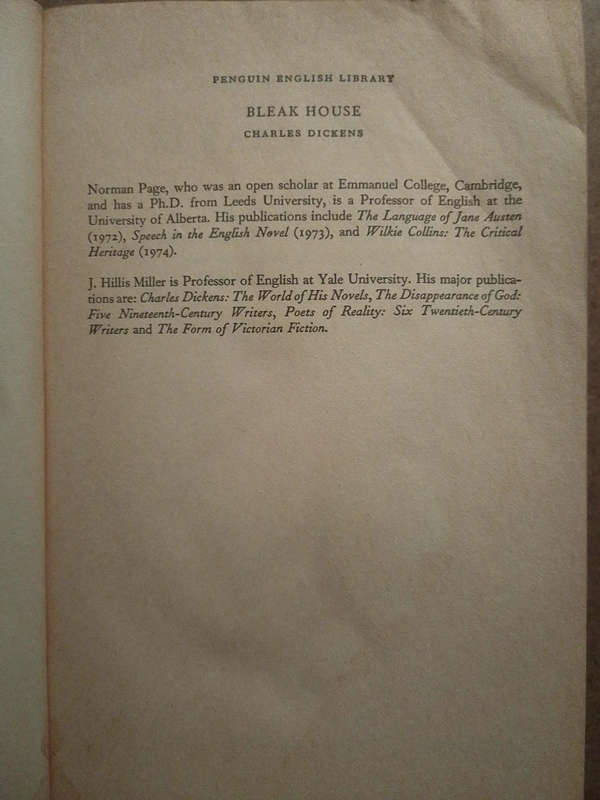 PENGUIN ENGLISH LIBRARY
BLEAK HOUSE
CHARLES DICKENS
Norman Page, who was an open scholar at Emmanuel College, Cambridge,
and has a Ph.D. from Leeds University, is a Professor of English at the
University of Alberta. His publications include The Language of Jane Austen
(1972), Speech in the English Novel (1973), and Wilkie Collins: The Critical
Heritage (1974).
J. Hillis Miller is Professor of English at Yale University. His major publica-
tions are: Charles Dickens: The World of His Novels, The Disappearance of God:
Five Nineteenth-Century Writers, Poets of Reality: Six Twentieth-Century
Writers and The Form of Victorian Fiction.